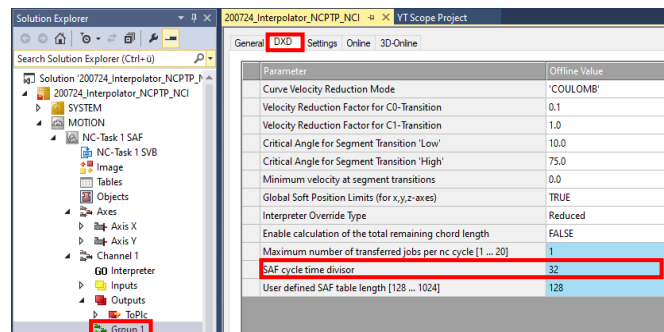 Solution Explorer
200724_Interpolator_NCPTP_NCI
YT Scope Project
General DXD Settings Online 3D-Online
Search Solution Explorer (Ctrl+ü)
Solution '200724_Interpolator_NCPTP_N
200724_Interpolator_NCPTP_NCI
SYSTEM
MOTION
NC-Task 1 SAF
NC-Task 1 SVB
Image
Tables
Objects
Axes
Axis X
Axis Y
Channel 1
GO Interpreter
Inputs
Outputs
ToPlc
Group 1
Parameter Offline Value
Curve Velocity Reduction Mode 'COULOMB'
Velocity Reduction Factor for C0-Transition 0.1
Velocity Reduction Factor for C1-Transition 1.0
Critical Angle for Segment Transition 'Low' 10.0
Critical Angle for Segment Transition 'High' 75.0
Minimum velocity at segment transitions 0.0
Global Soft Position Limits (for x,y,z-axes) TRUE
Interpreter Override Type Reduced
Enable calculation of the total remaining chord length FALSE
Maximum number of transferred jobs per nc cycle [1 ... 20] 1
SAF cycle time divisor 32
User defined SAF table length [128 ... 1024] 128